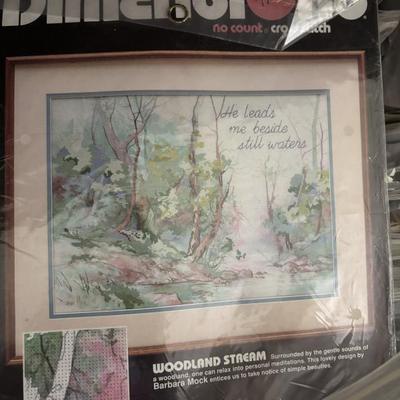 no count cross stitch
He leads
me beside
still waters
WOODLAND STREAM Surrounded by the gentle sounds of
a woodland, one can relax into personal meditations. This lovely design by
Barbara Mock entices us to take notice of simple beauties.